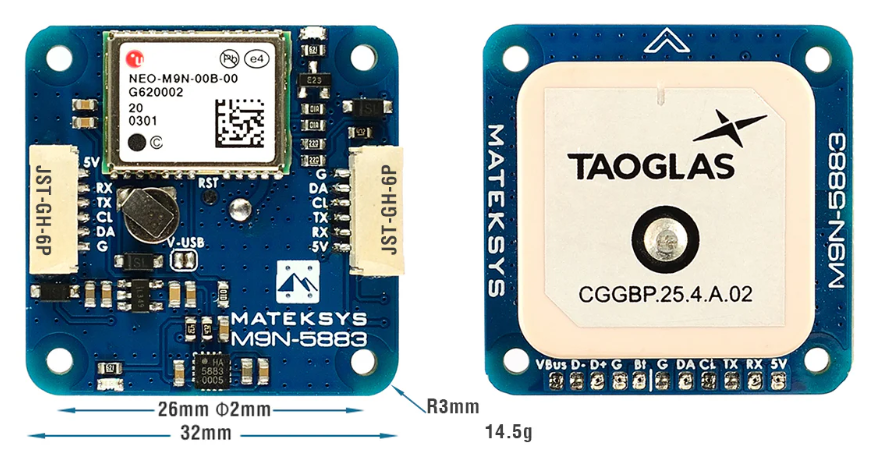 Pb e4
NEO-M9N-00B-00
G620002
20
0301
C
JST-GH-6P
5V
RX
TX
CL
DA
G
RST
V-USB
G
DA
CL
TX
RX
5V
JST-GH-6P
MATEKSYS
M9N-5883
HA
5883
0005
26mm Φ2mm
32mm
R3mm
14.5g
MATEKSYS
TAOGLAS
CGGBP.25.4.A.02
M9N-5883
VBus D- D+ G Bt G DA CL TX RX 5V